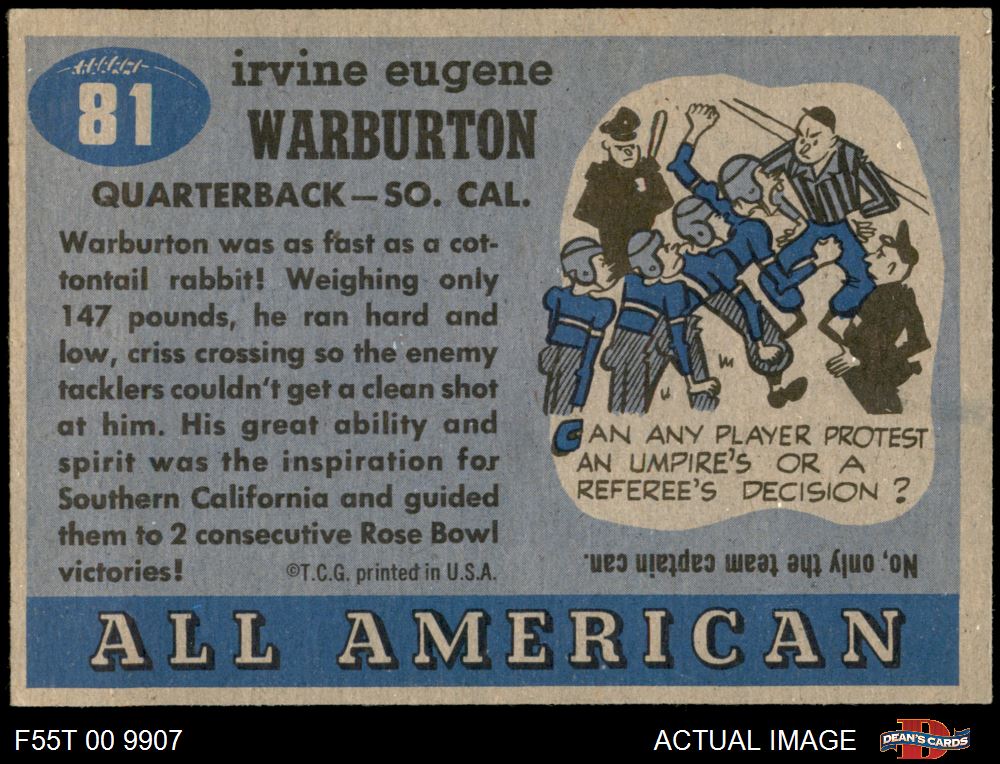 81
irvine eugene
WARBURTON
QUARTERBACK—SO. CAL.
Warburton was as fast as a cot-
tontail rabbit! Weighing only
147 pounds, he ran hard and
low, criss crossing so the enemy
tacklers couldn't get a clean shot
at him. His great ability and
spirit was the inspiration for
Southern California and guided
them to 2 consecutive Rose Bowl
victories!
©T.C.G. printed in U.S.A.
CAN ANY PLAYER PROTEST
AN UMPIRE'S OR A
REFEREE'S DECISION?
No, only the team captain can.
ALL AMERICAN
F55T 00 9907
ACTUAL IMAGE
D
DEAN'S CARDS